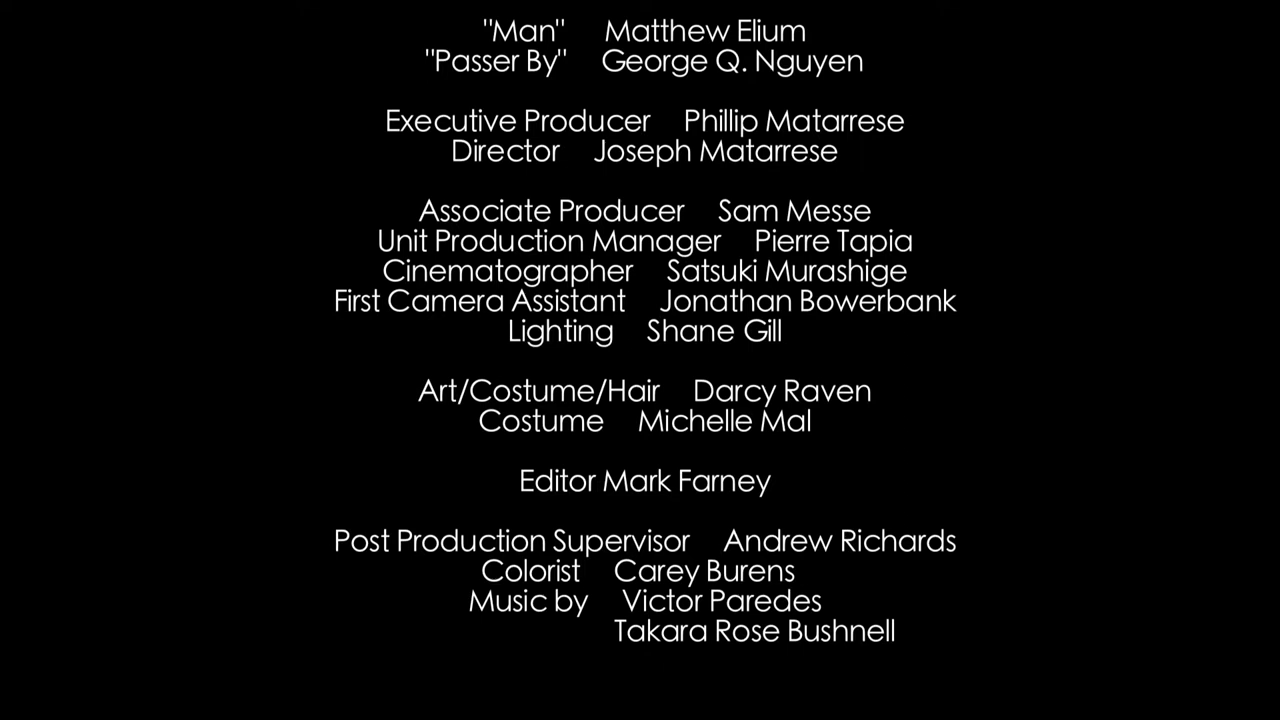 "Man" Matthew Elium
"Passer By" George Q. Nguyen
Executive Producer Phillip Matarrese
Director Joseph Matarrese
Associate Producer Sam Messe
Unit Production Manager Pierre Tapia
Cinematographer Satsuki Murashige
First Camera Assistant Jonathan Bowerbank
Lighting Shane Gill
Art/Costume/Hair Darcy Raven
Costume Michelle Mal
Editor Mark Farney
Post Production Supervisor Andrew Richards
Colorist Carey Burens
Music by Victor Paredes
Takara Rose Bushnell